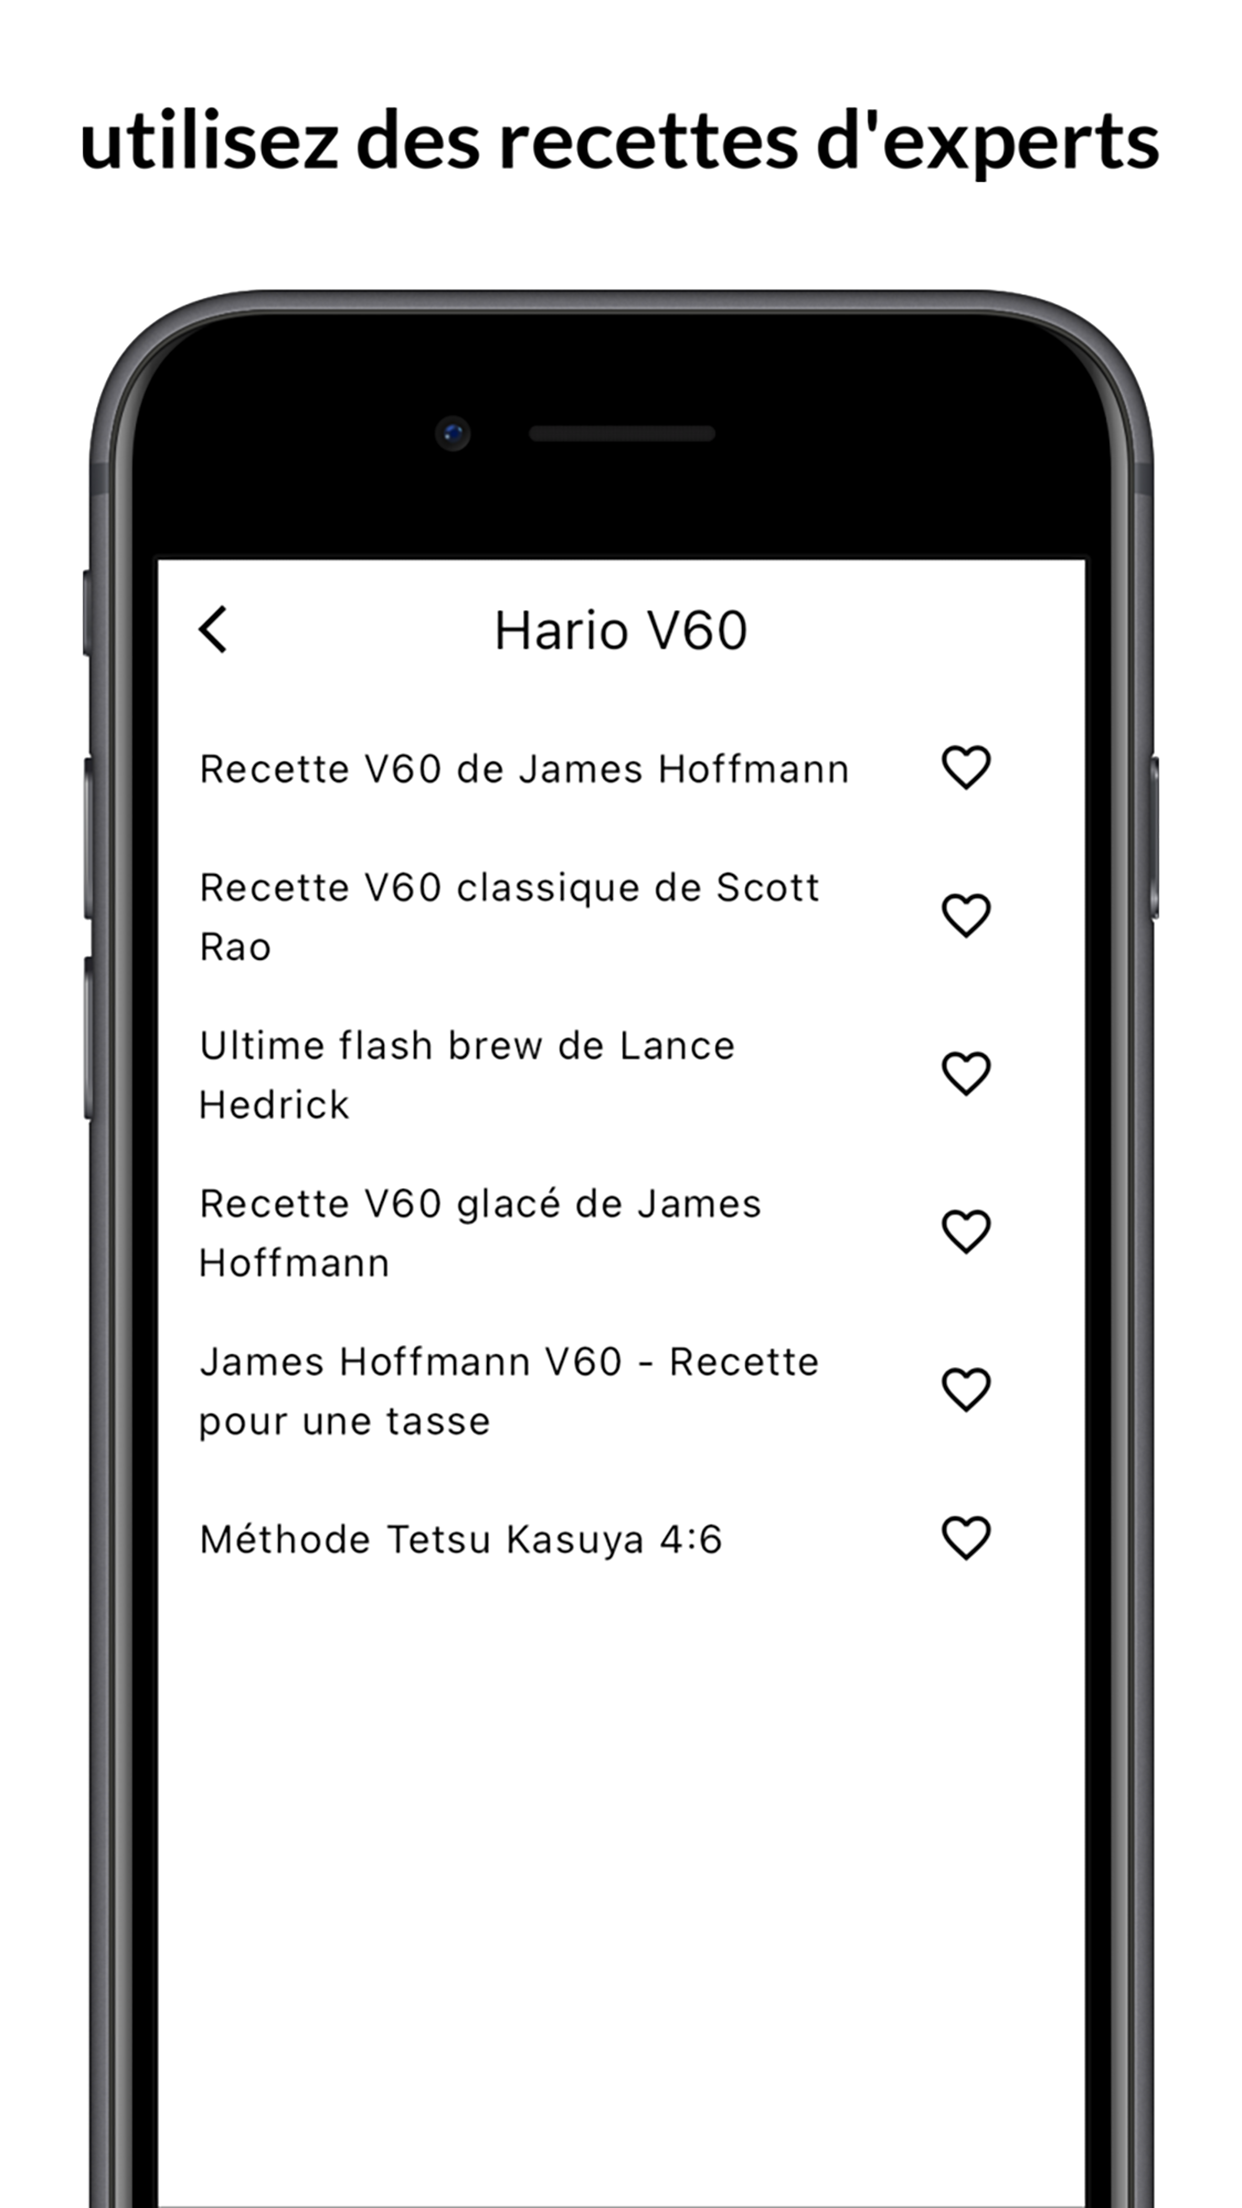 utilisez des recettes d'experts
Hario V60
Recette V60 de James Hoffmann
Recette V60 classique de Scott
Rao
Ultime flash brew de Lance
Hedrick
Recette V60 glacé de James
Hoffmann
James Hoffmann V60 - Recette
pour une tasse
Méthode Tetsu Kasuya 4:6